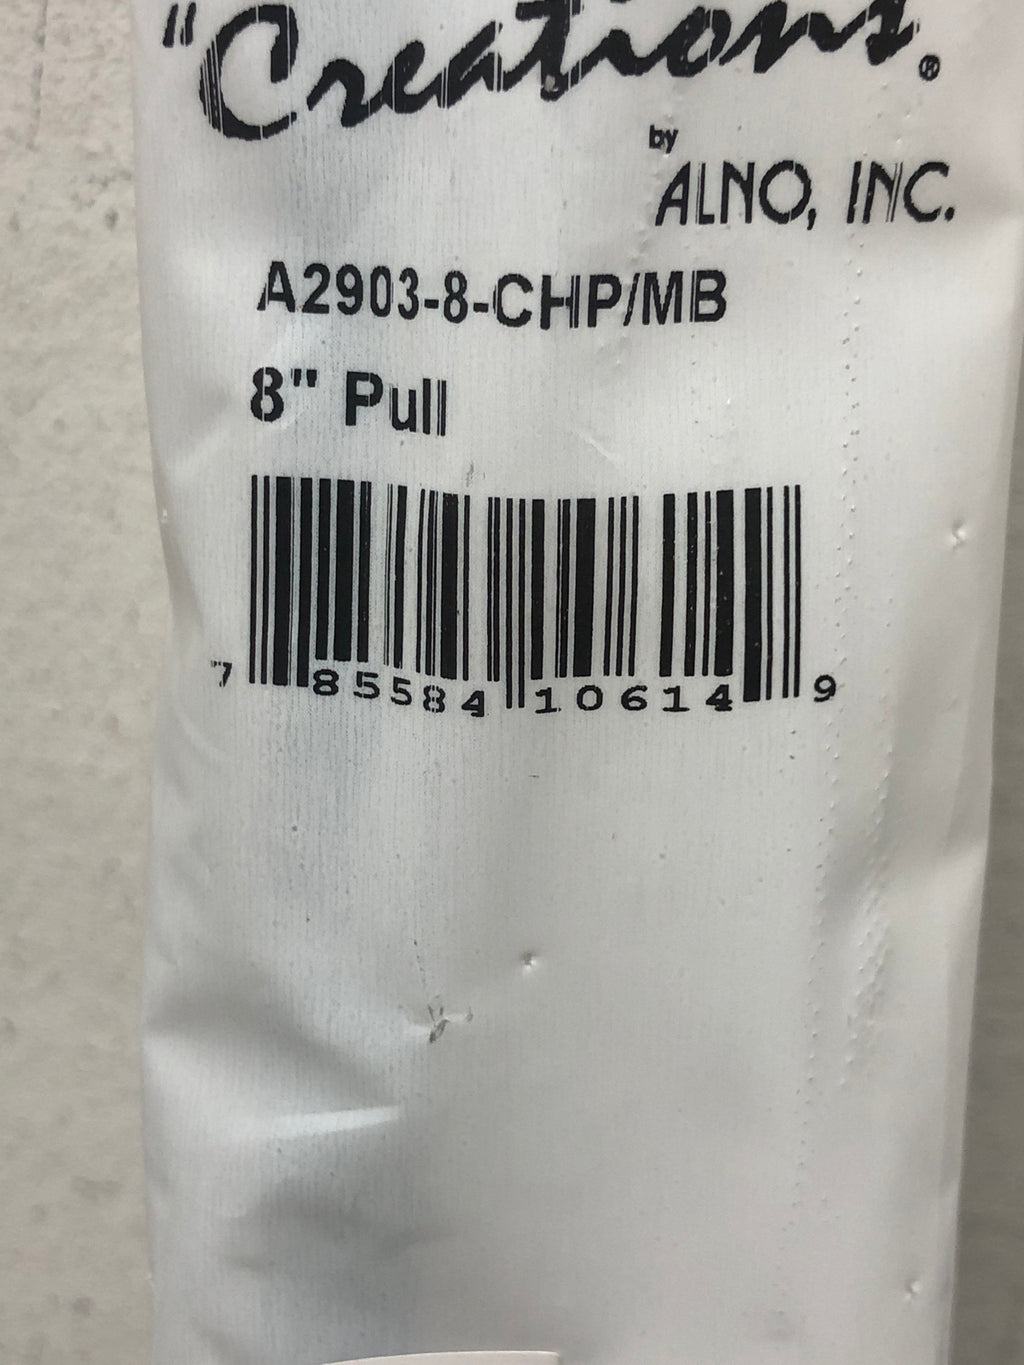 "Creations®
by
ALNO, INC.
A2903-8-CHP/MB
8" Pull
7 85584 10614 9